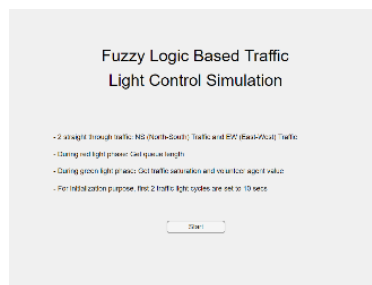 Fuzzy Logic Based Traffic
Light Control Simulation
- 2 straight through traffic: NS (North-South) Traffic and EW (East-West) Traffic
- During red light phase: Get queue length
- During green light phase: Get traffic saturation and volunteer agent value
- For initialization purpose, first 2 traffic light cycles are set to 10 secs
Start